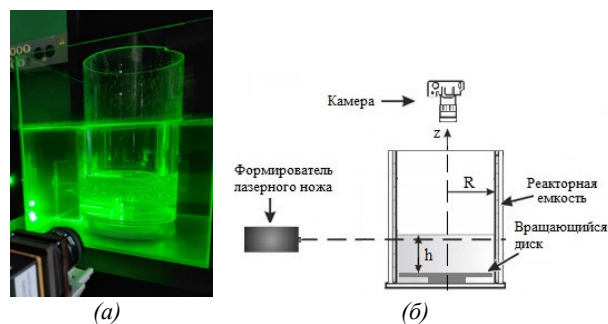 Камера
z
Формирователь
лазерного ножа
R
Реакторная
емкость
Вращающийся
диск
h
(а)
(б)